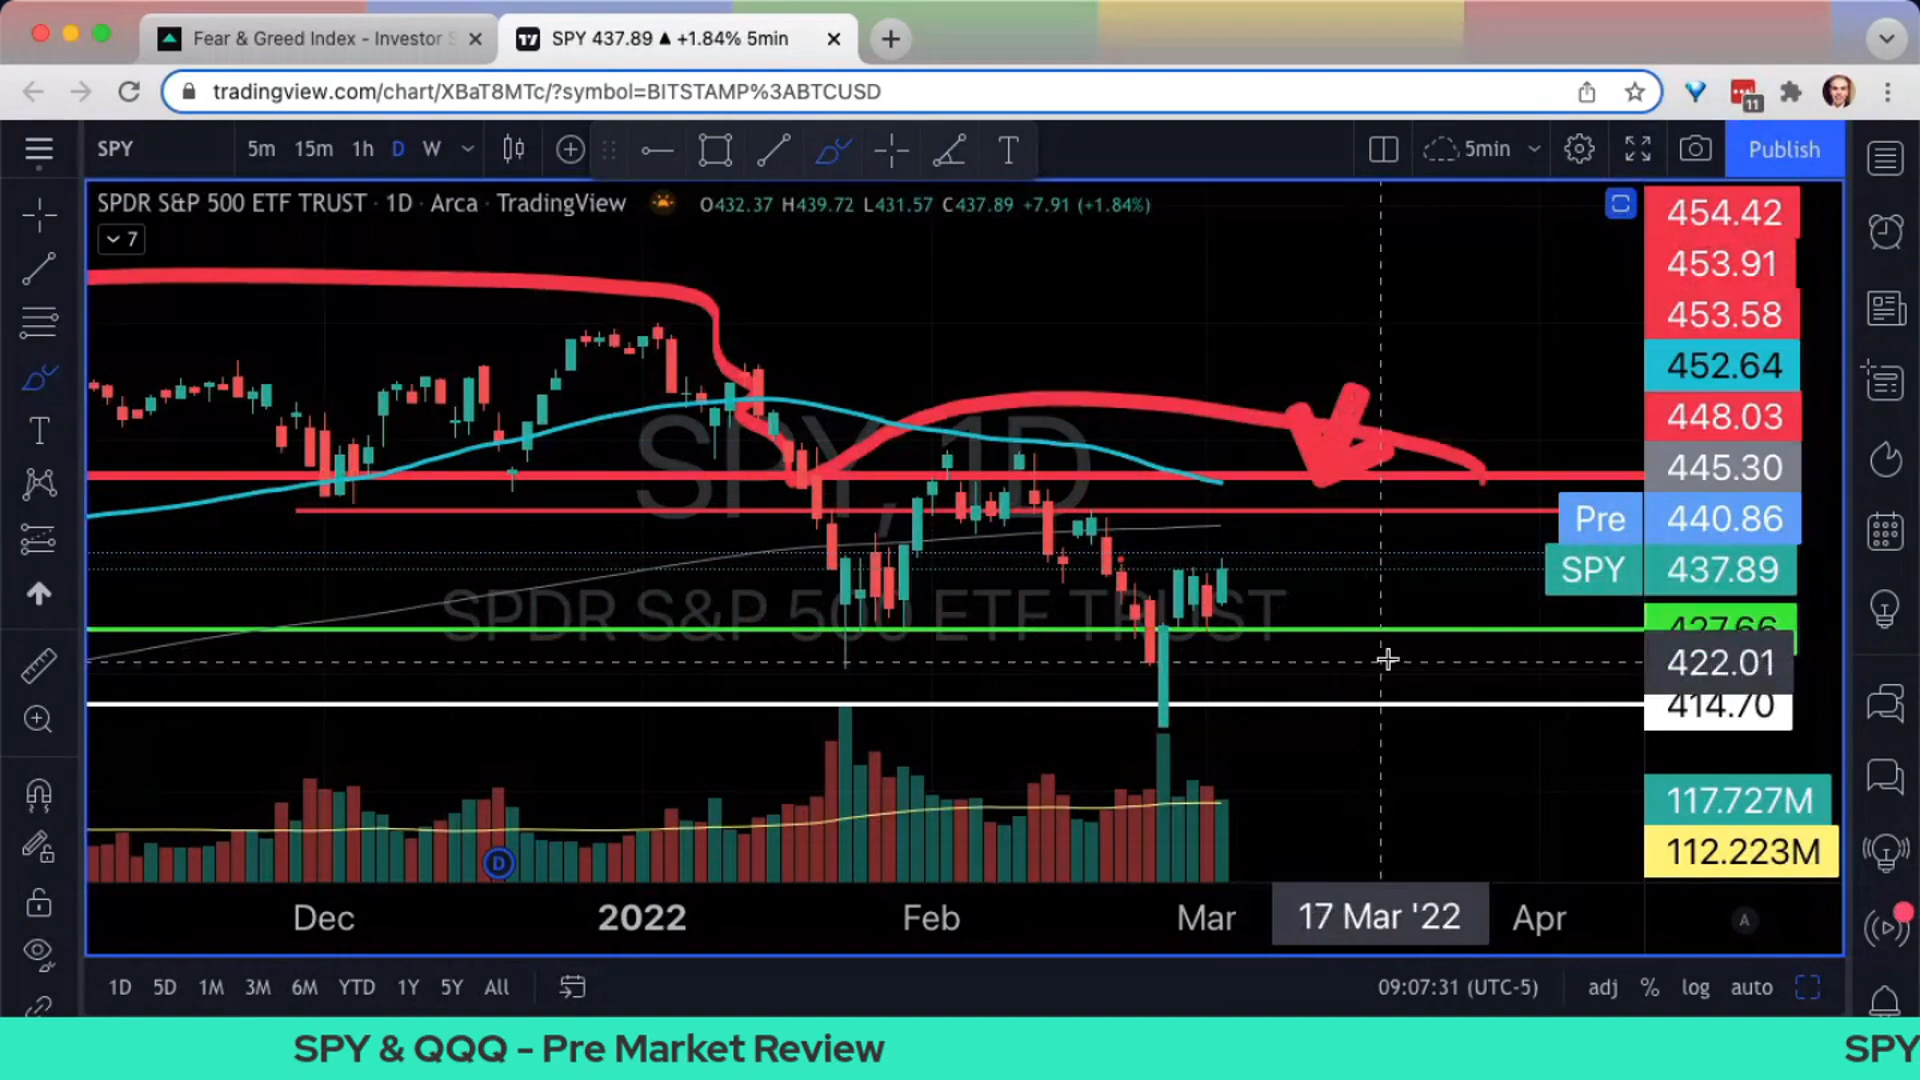 Fear & Greed Index - Investor S
SPY 437.89 ▲ +1.84% 5min
tradingview.com/chart/XBaT8MTc/?symbol=BITSTAMP%3ABTCUSD
11
SPY
5m 15m 1h D W
5min
Publish
SPDR S&P 500 ETF TRUST · 1D · Arca · TradingView
O432.37 H439.72 L431.57 C437.89 +7.91 (+1.84%)
7
SPY, 1D
SPDR S&P 500 ETF TRUST
454.42
453.91
453.58
452.64
448.03
445.30
Pre 440.86
SPY 437.89
427.66
422.01
414.70
117.727M
112.223M
D
Dec 2022 Feb Mar 17 Mar '22 Apr
A
1D 5D 1M 3M 6M YTD 1Y 5Y All
09:07:31 (UTC-5) adj % log auto
SPY & QQQ - Pre Market Review
SPY